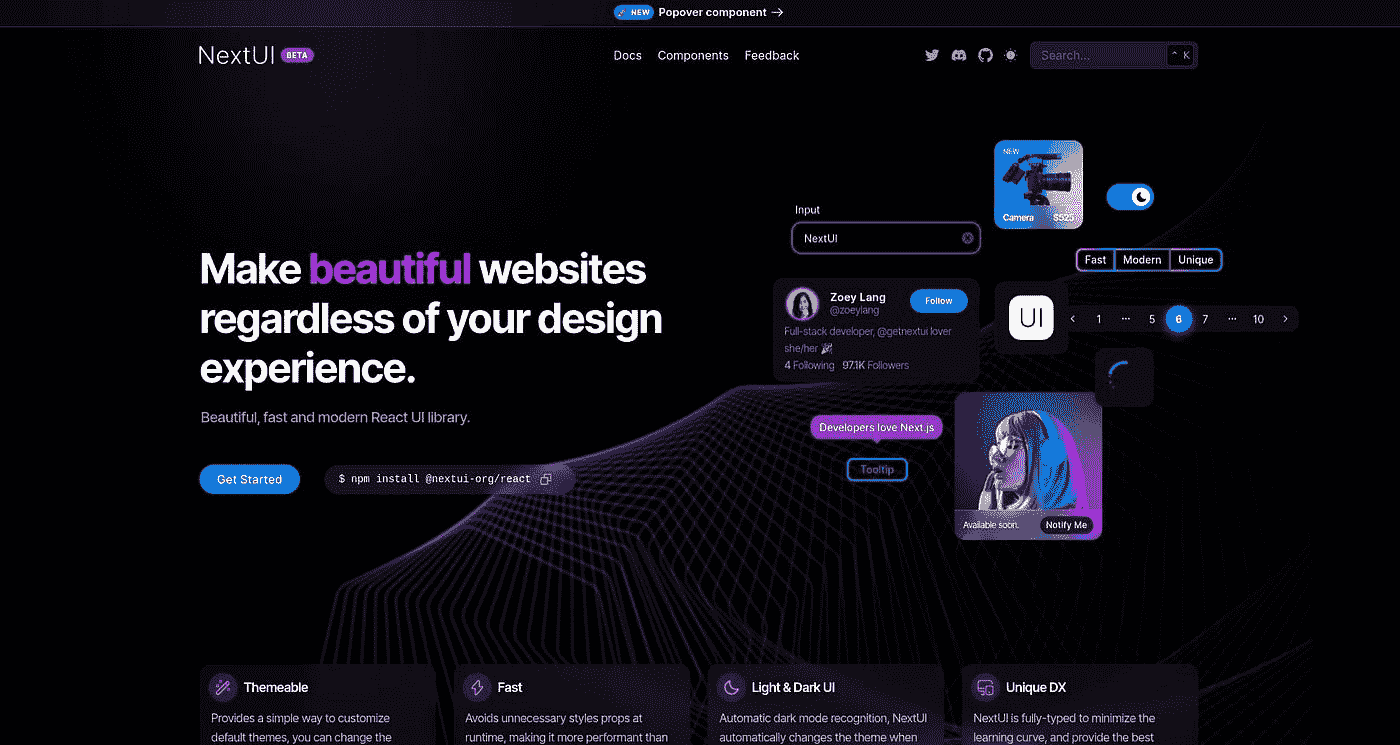 NEW Popover component →
NextUI BETA
Docs Components Feedback
Search... ^ K
NEW
Camera $525
Input
NextUI
Fast Modern Unique
Make beautiful websites
regardless of your design
experience.
Beautiful, fast and modern React UI library.
Get Started
$ npm install @nextui-org/react
Zoey Lang
@zoeylang
Follow
Full-stack developer, @getnextui lover
she/her 🎉
4 Following 97.1K Followers
UI
< 1 ... 5 6 7 ... 10 >
Developers love Next.js
Tooltip
Available soon.
Notify Me
Themeable
Provides a simple way to customize
default themes, you can change the
Fast
Avoids unnecessary styles props at
runtime, making it more performant than
Light & Dark UI
Automatic dark mode recognition, NextUI
automatically changes the theme when
Unique DX
NextUI is fully-typed to minimize the
learning curve, and provide the best